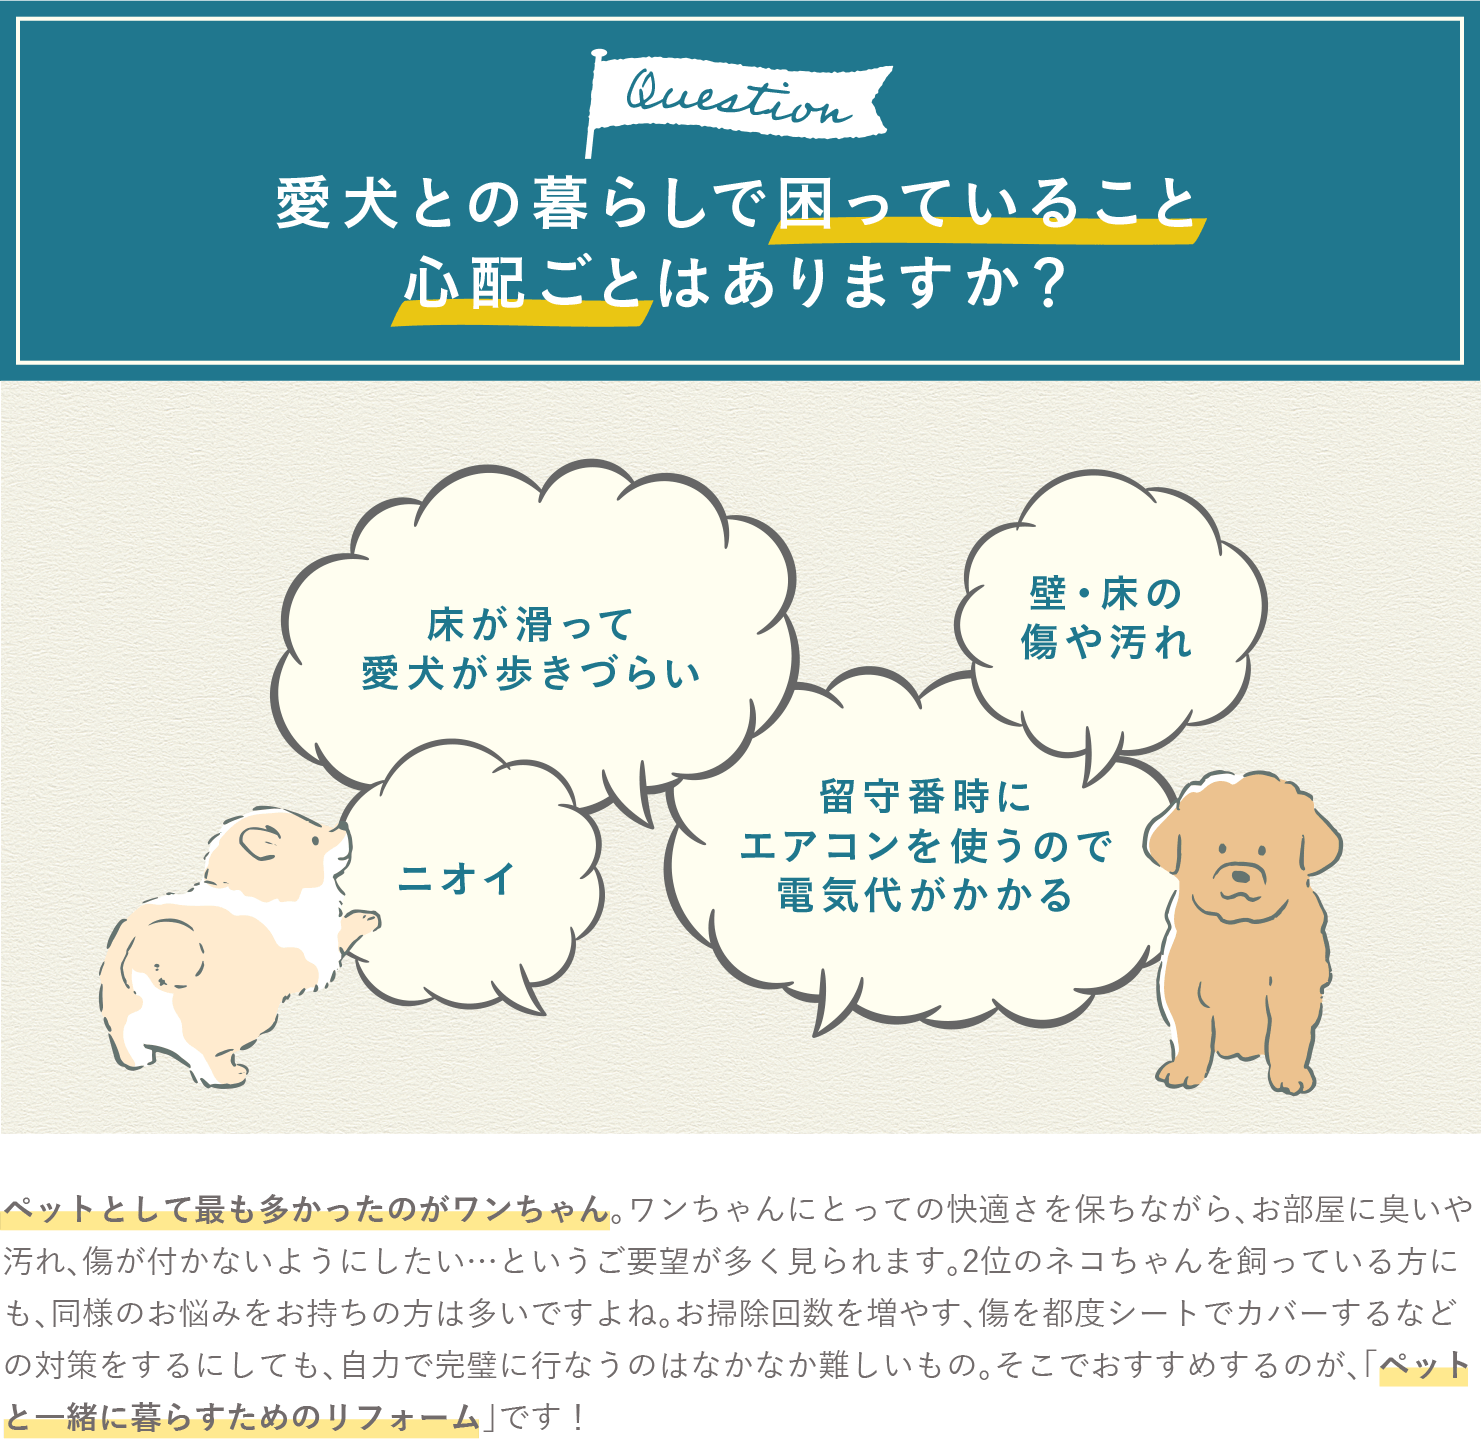 Question
愛犬との暮らしで困っていること
心配ごとはありますか？
床が滑って
愛犬が歩きづらい
壁・床の
傷や汚れ
留守番時に
エアコンを使うので
電気代がかかる
ニオイ
ペットとして最も多かったのがワンちゃん。ワンちゃんにとっての快適さを保ちながら、お部屋に臭いや
汚れ、傷が付かないようにしたい…というご要望が多く見られます。2位のネコちゃんを飼っている方に
も、同様のお悩みをお持ちの方は多いですよね。お掃除回数を増やす、傷を都度シートでカバーするなど
の対策をするにしても、自力で完璧に行なうのはなかなか難しいもの。そこでおすすめするのが、「ペット
と一緒に暮らすためのリフォーム」です！